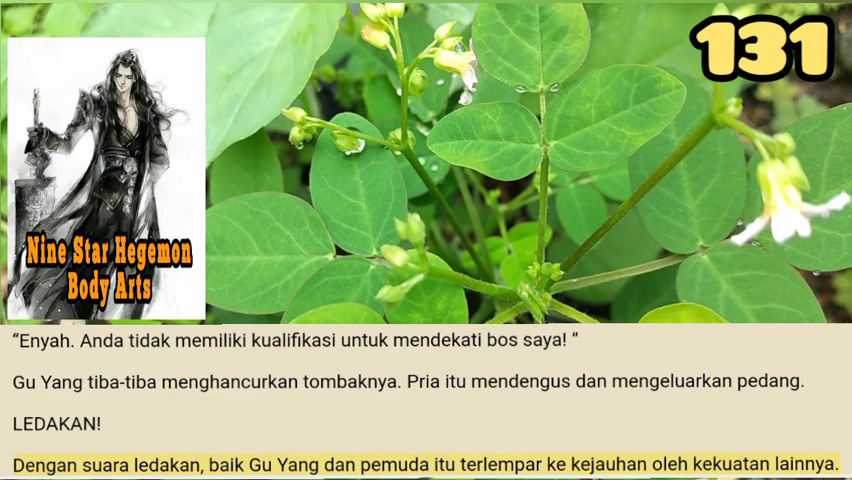 131
Nine Star Hegemon
Body Arts
“Enyah. Anda tidak memiliki kualifikasi untuk mendekati bos saya! ”
Gu Yang tiba-tiba menghancurkan tombaknya. Pria itu mendengus dan mengeluarkan pedang.
LEDAKAN!
Dengan suara ledakan, baik Gu Yang dan pemuda itu terlempar ke kejauhan oleh kekuatan lainnya.